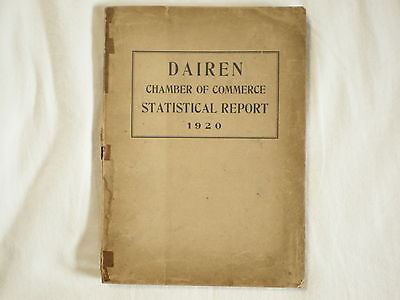 DAIREN
CHAMBER OF COMMERCE
STATISTICAL REPORT
1920